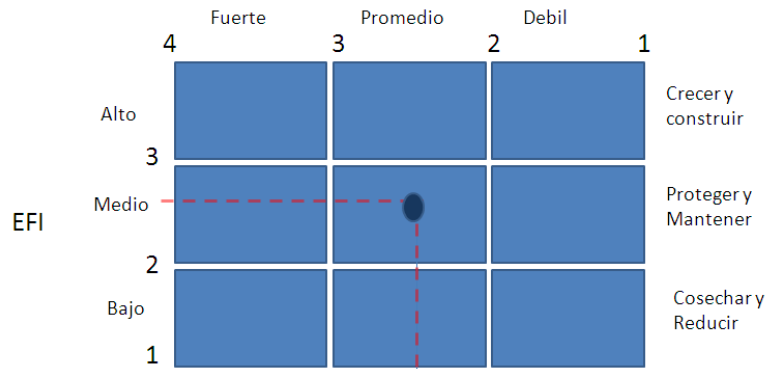 Fuerte Promedio Debil
4 3 2 1
Alto
Crecer y
construir
3
Medio
Proteger y
Mantener
EFI
2
Bajo
Cosechar y
Reducir
1